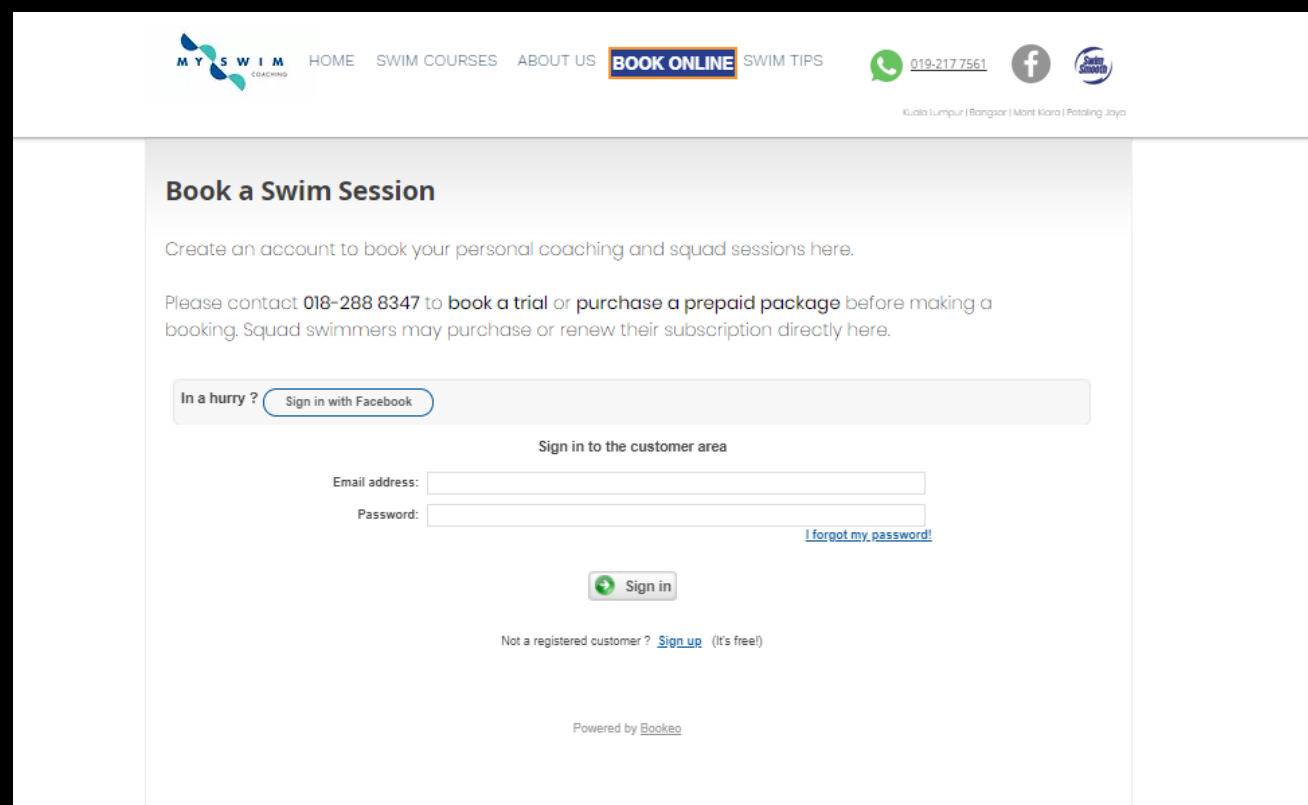 MY SWIM
COACHING
HOME SWIM COURSES ABOUT US BOOK ONLINE SWIM TIPS
019-217 7561
Swim Smooth
Kuala Lumpur | Bangsar | Mont Kiara | Petaling Jaya
Book a Swim Session
Create an account to book your personal coaching and squad sessions here.
Please contact 018-288 8347 to book a trial or purchase a prepaid package before making a
booking. Squad swimmers may purchase or renew their subscription directly here.
In a hurry ? Sign in with Facebook
Sign in to the customer area
Email address:
Password:
I forgot my password!
Sign in
Not a registered customer ? Sign up (It's free!)
Powered by Bookeo